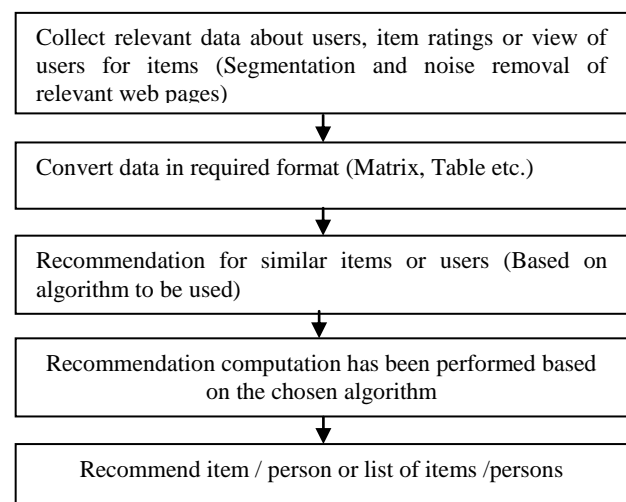 Collect relevant data about users, item ratings or view of
users for items (Segmentation and noise removal of
relevant web pages)
Convert data in required format (Matrix, Table etc.)
Recommendation for similar items or users (Based on
algorithm to be used)
Recommendation computation has been performed based
on the chosen algorithm
Recommend item / person or list of items /persons